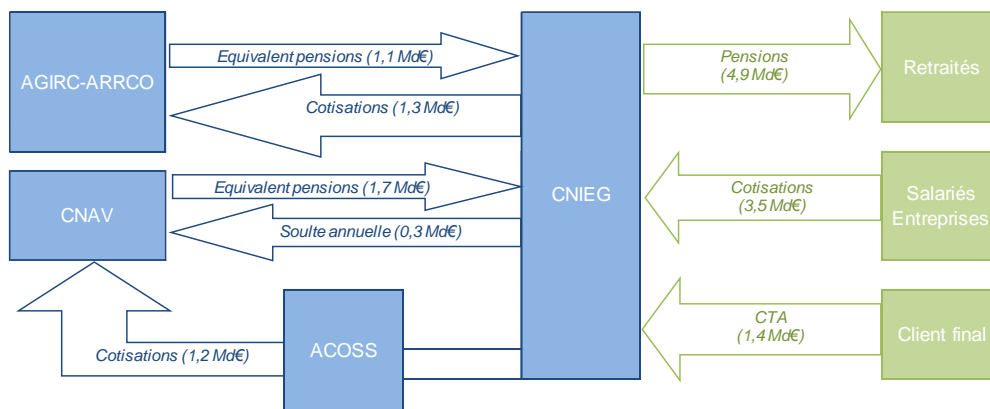 AGIRC-ARRCO
Equivalent pensions (1,1 Md€)
Cotisations (1,3 Md€)
CNAV
Equivalent pensions (1,7 Md€)
Soulte annuelle (0,3 Md€)
Cotisations (1,2 Md€)
ACOSS
CNIEG
Pensions
(4,9 Md€)
Retraités
Cotisations
(3,5 Md€)
Salariés
Entreprises
CTA
(1,4 Md€)
Client final